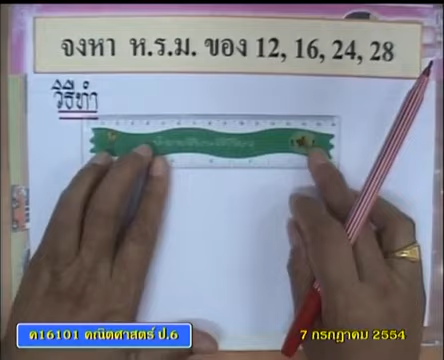 จงหา ห.ร.ม. ของ 12, 16, 24, 28
วิธีทำ
ค16101 คณิตศาสตร์ ป.6
7 กรกฎาคม 2554